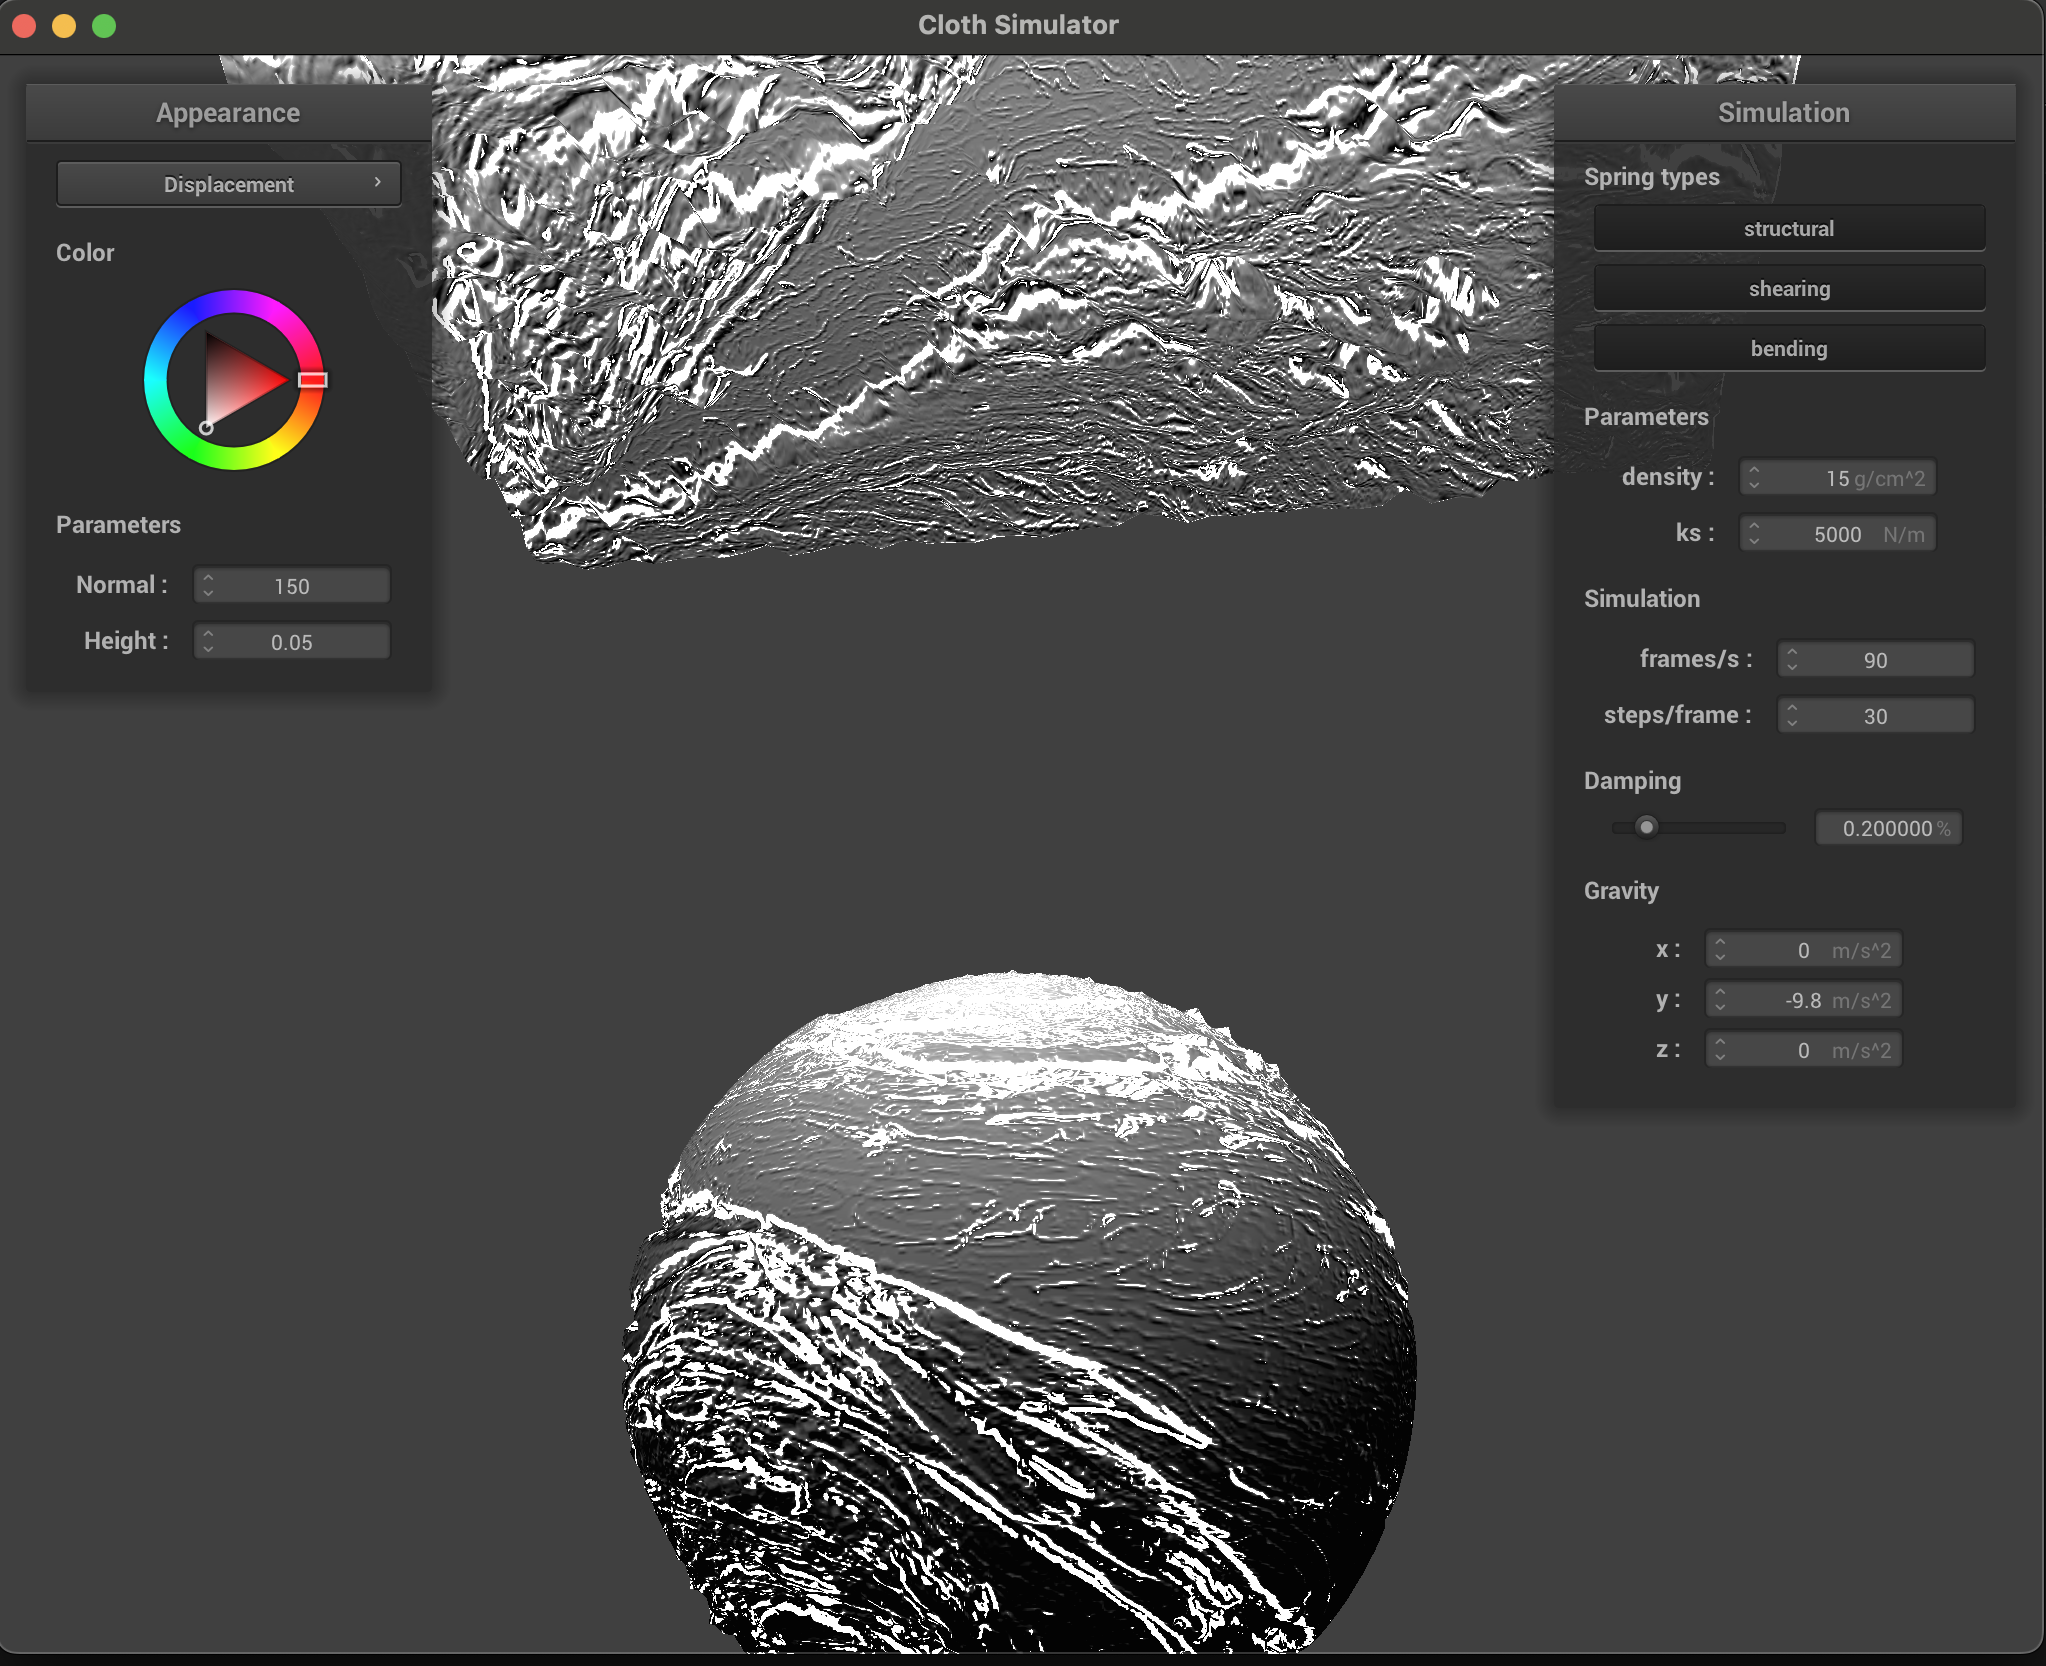 Cloth Simulator
Appearance
Displacement
Color
Parameters
Normal : 150
Height : 0.05
Simulation
Spring types
structural
shearing
bending
Parameters
density : 15 g/cm^2
ks : 5000 N/m
Simulation
frames/s : 90
steps/frame : 30
Damping
0.200000 %
Gravity
x : 0 m/s^2
y : -9.8 m/s^2
z : 0 m/s^2